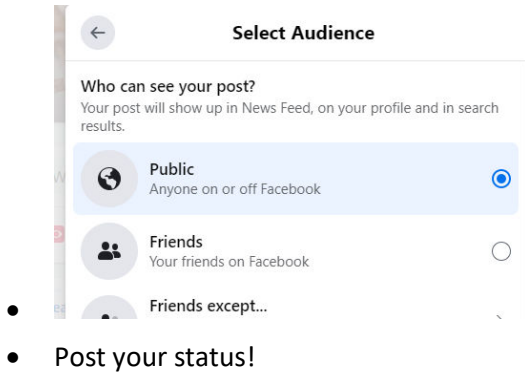 Select Audience
Who can see your post?
Your post will show up in News Feed, on your profile and in search
results.
Public
Anyone on or off Facebook
Friends
Your friends on Facebook
Friends except...
• Post your status!